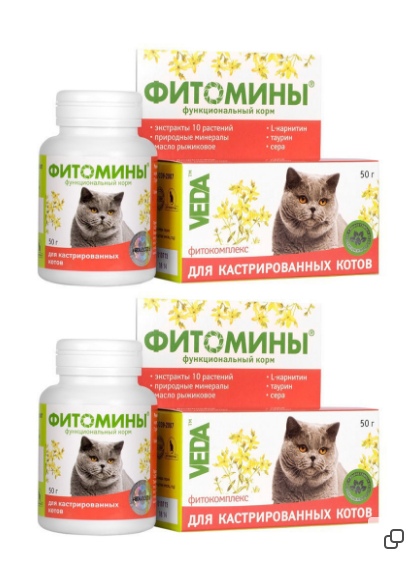 ФИТОМИНЫ®
функциональный корм
• экстракты 10 растений
• природные минералы
масло рыжиковое
• L-карнитин
• таурин
• сера
ФИТОМИНЫ
функциональный корм
50 г
для кастрированных
котов
VEDA™
50 г
фитокомплекс
ДЛЯ КАСТРИРОВАННЫХ КОТОВ
ФИТОМИНЫ®
функциональный корм
• экстракты 10 растений
• природные минералы
масло рыжиковое
• L-карнитин
• таурин
• сера
ФИТОМИНЫ
функциональный корм
50 г
для кастрированных
котов
VEDA™
50 г
фитокомплекс
ДЛЯ КАСТРИРОВАННЫХ КОТОВ